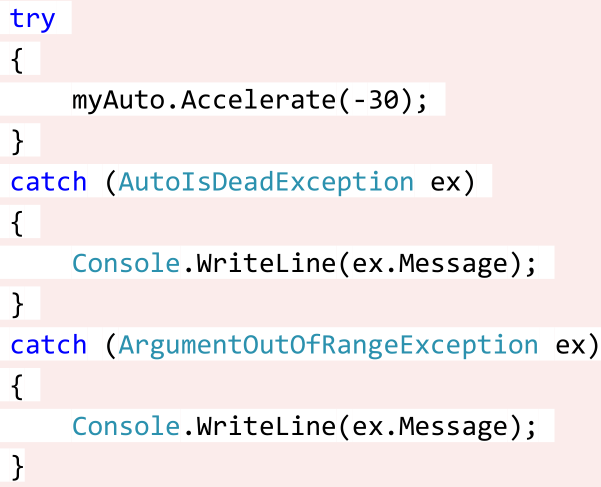 try
{
    myAuto.Accelerate(-30);
}
catch (AutoIsDeadException ex)
{
    Console.WriteLine(ex.Message);
}
catch (ArgumentOutOfRangeException ex)
{
    Console.WriteLine(ex.Message);
}